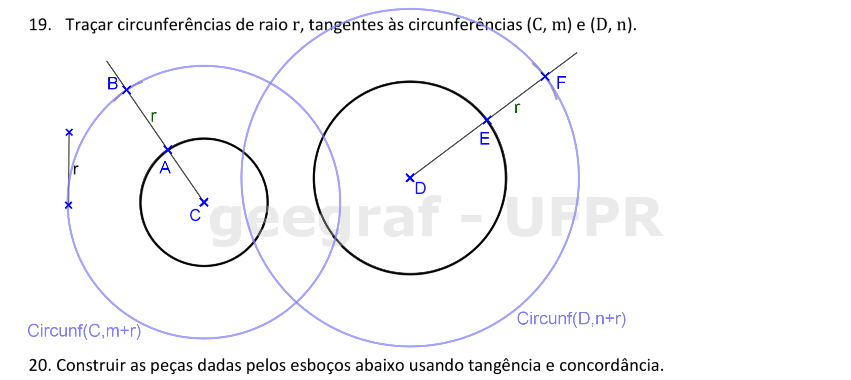 19. Traçar circunferências de raio r, tangentes às circunferências (C, m) e (D, n).
B
F
r
r
E
r
A
D
C
geegraf - UFPR
Circunf(C,m+r)
Circunf(D,n+r)
20. Construir as peças dadas pelos esboços abaixo usando tangência e concordância.